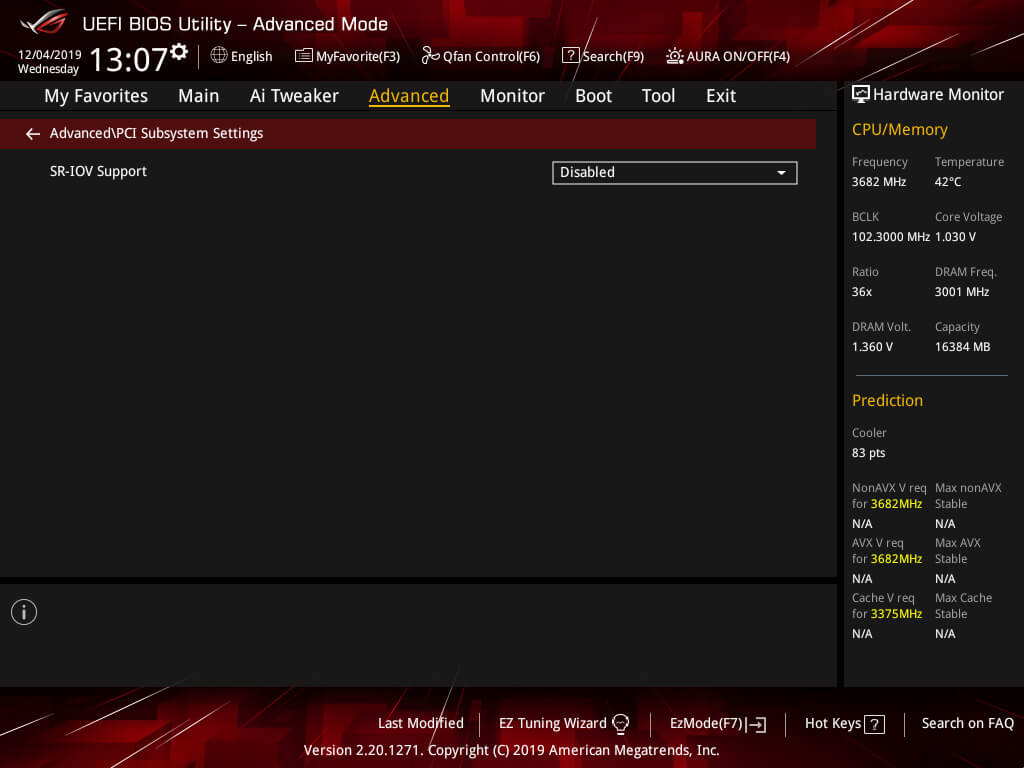 UEFI BIOS Utility – Advanced Mode
12/04/2019
Wednesday
13:07
English
MyFavorite(F3)
Qfan Control(F6)
? Search(F9)
AURA ON/OFF(F4)
My Favorites Main Ai Tweaker Advanced Monitor Boot Tool Exit
Advanced\PCI Subsystem Settings
SR-IOV Support Disabled
Hardware Monitor
CPU/Memory
Frequency Temperature
3682 MHz 42°C
BCLK Core Voltage
102.3000 MHz 1.030 V
Ratio DRAM Freq.
36x 3001 MHz
DRAM Volt. Capacity
1.360 V 16384 MB
Prediction
Cooler
83 pts
NonAVX V req Max nonAVX
for 3682MHz Stable
N/A N/A
AVX V req Max AVX
for 3682MHz Stable
N/A N/A
Cache V req Max Cache
for 3375MHz Stable
N/A N/A
i
Last Modified EZ Tuning Wizard EzMode(F7) Hot Keys ? Search on FAQ
Version 2.20.1271. Copyright (C) 2019 American Megatrends, Inc.